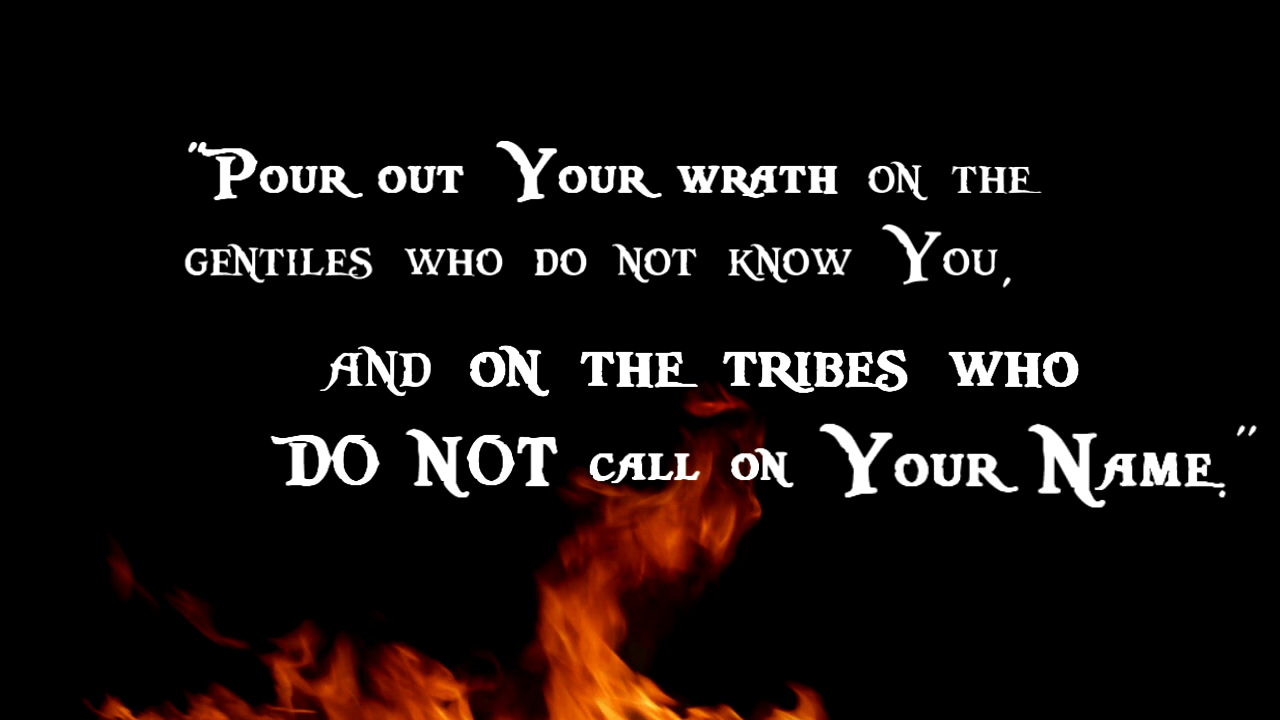 "Pour out Your wrath on the
gentiles who do not know You,
and on the tribes who
DO NOT call on Your Name."